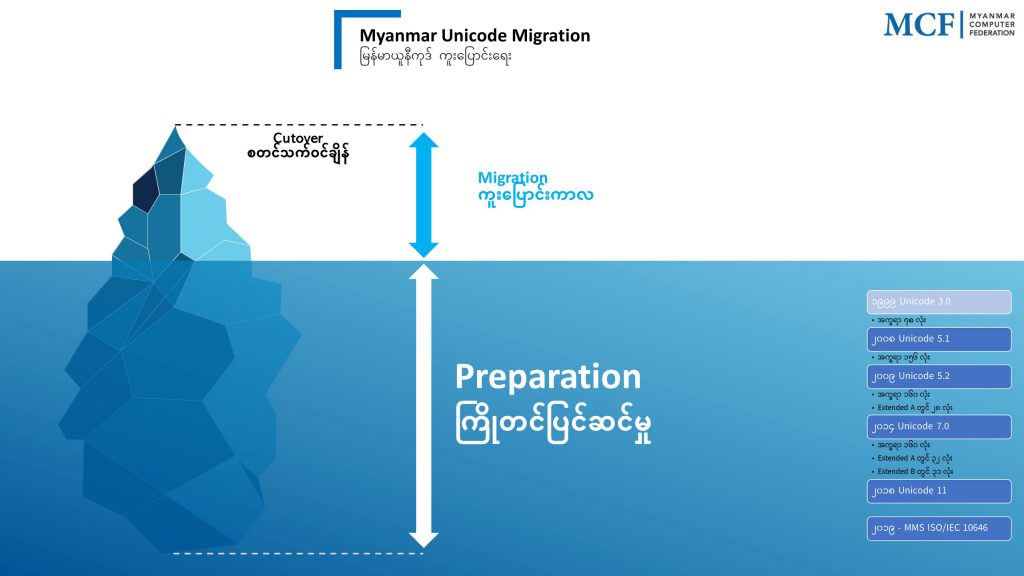 Myanmar Unicode Migration
မြန်မာယူနီကုဒ် ကူးပြောင်းရေး
MCF
MYANMAR
COMPUTER
FEDERATION
Cutover
စတင်သက်ဝင်ချိန်
Migration
ကူးပြောင်းကာလ
Preparation
ကြိုတင်ပြင်ဆင်မှု
၁၉၉၉ Unicode 3.0
• အက္ခရာ ၇၈ လုံး
၂၀၀၈ Unicode 5.1
• အက္ခရာ ၁၅၆ လုံး
၂၀၀၉ Unicode 5.2
• အက္ခရာ ၁၆၀ လုံး
• Extended A တွင် ၂၈ လုံး
၂၀၁၄ Unicode 7.0
• အက္ခရာ ၁၆၀ လုံး
• Extended A တွင် ၃၂ လုံး
• Extended B တွင် ၃၁ လုံး
၂၀၁၈ Unicode 11
၂၀၁၉ - MMS ISO/IEC 10646